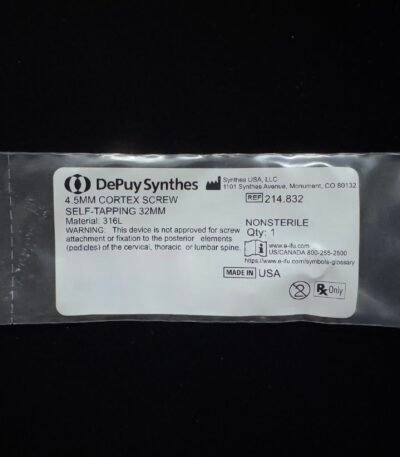 DePuy Synthes
Synthes USA, LLC
1101 Synthes Avenue, Monument, CO 80132
4.5MM CORTEX SCREW
SELF-TAPPING 32MM
REF 214.832
Material: 316L
NONSTERILE
Qty: 1
WARNING: This device is not approved for screw
attachment or fixation to the posterior elements
(pedicles) of the cervical, thoracic, or lumbar spine.
www.e-ifu.com
US/CANADA 800-255-2500
https://www.e-ifu.com/symbols-glossary
MADE IN USA
2
Rx Only